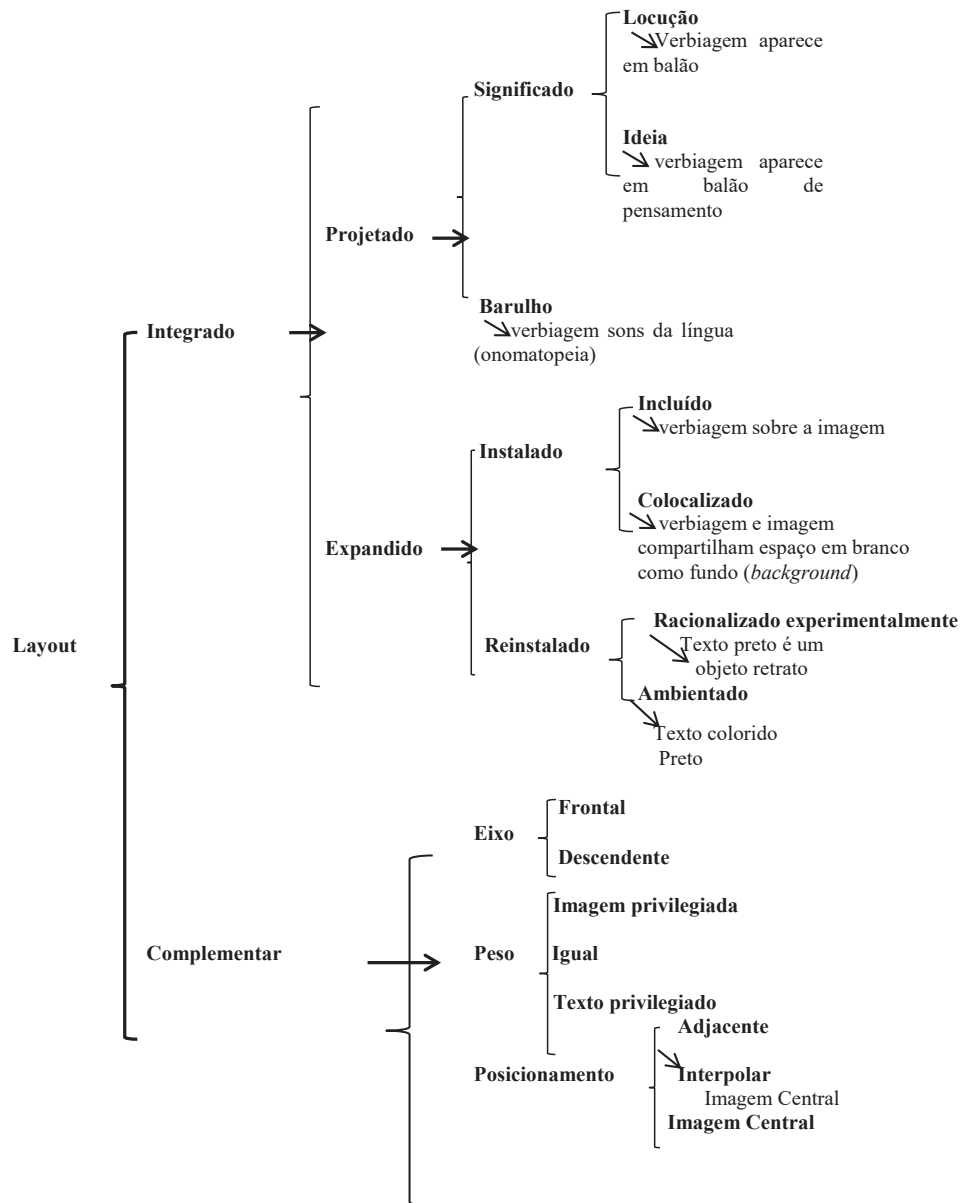 Locução
Verbiagem aparece
em balão
Significado
Ideia
verbiagem aparece
em balão de
pensamento
Projetado
Barulho
verbiagem sons da língua
(onomatopeia)
Integrado
Incluído
verbiagem sobre a imagem
Instalado
Colocalizado
verbiagem e imagem
compartilham espaço em branco
como fundo (background)
Expandido
Racionalizado experimentalmente
Texto preto é um
objeto retrato
Layout
Reinstalado
Ambientado
Texto colorido
Preto
Frontal
Eixo
Descendente
Imagem privilegiada
Complementar
Peso
Igual
Texto privilegiado
Adjacente
Posicionamento
Interpolar
Imagem Central
Imagem Central